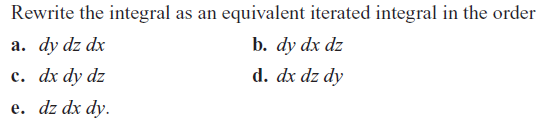 Rewrite the integral as an equivalent iterated integral in the order
a. dy dz dx b. dy dx dz
c. dx dy dz d. dx dz dy
e. dz dx dy.